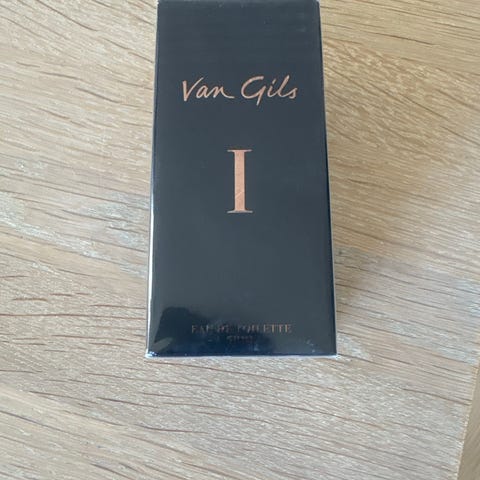 Van Gils
I
EAU DE TOILETTE